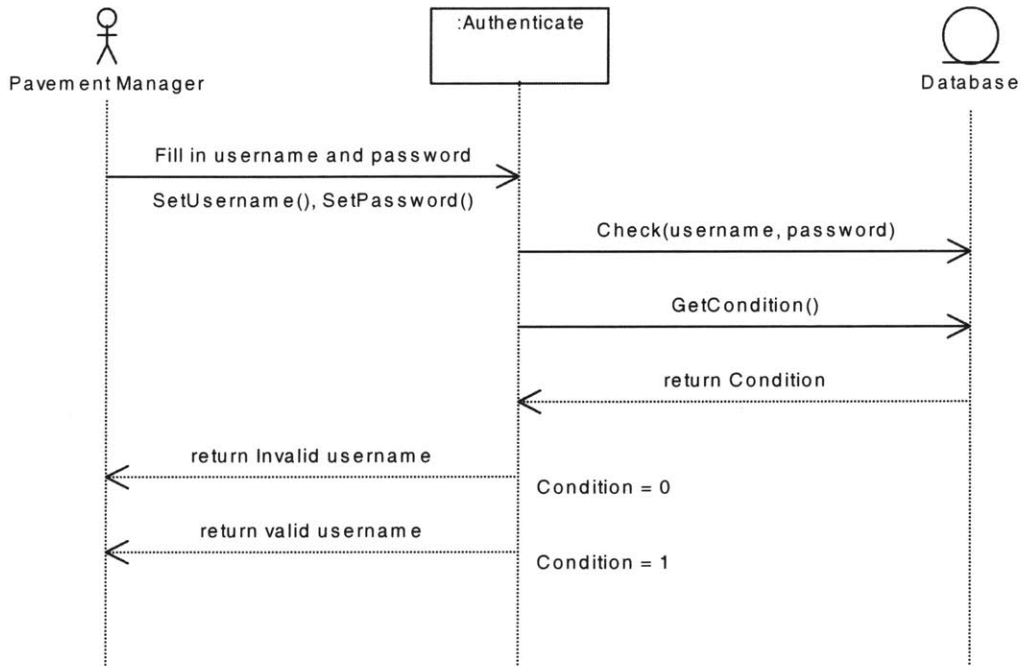 :Authenticate
Pavement Manager
Database
Fill in username and password
SetUsername(), SetPassword()
Check(username, password)
GetCondition()
return Condition
return Invalid username
Condition = 0
return valid username
Condition = 1